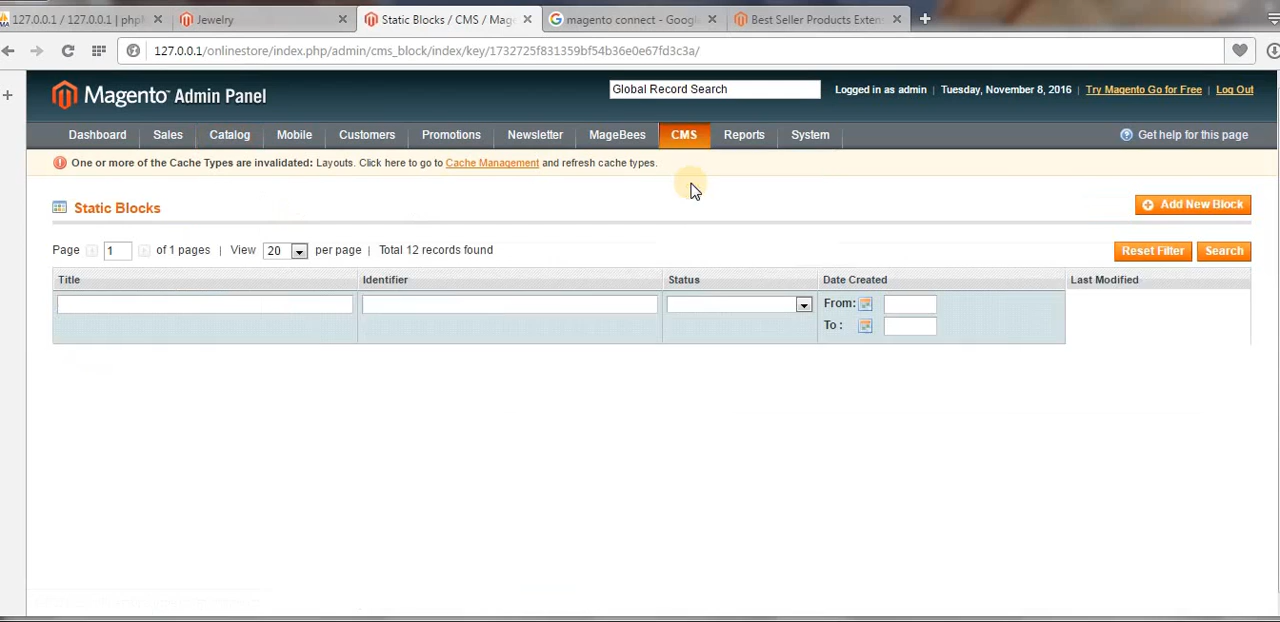 127.0.0.1 / 127.0.0.1 | phpM
Jewelry
Static Blocks / CMS / Mag
magento connect - Google
Best Seller Products Exten
127.0.0.1/onlinestore/index.php/admin/cms_block/index/key/1732725f831359bf54b36e0e67fd3c3a/
Magento Admin Panel
Global Record Search
Logged in as admin | Tuesday, November 8, 2016 | Try Magento Go for Free | Log Out
Dashboard Sales Catalog Mobile Customers Promotions Newsletter MageBees CMS Reports System
Get help for this page
One or more of the Cache Types are invalidated: Layouts. Click here to go to Cache Management and refresh cache types.
Static Blocks
Add New Block
Page 1 of 1 pages | View 20 per page | Total 12 records found
Reset Filter Search
Title Identifier Status Date Created Last Modified
From:
To :